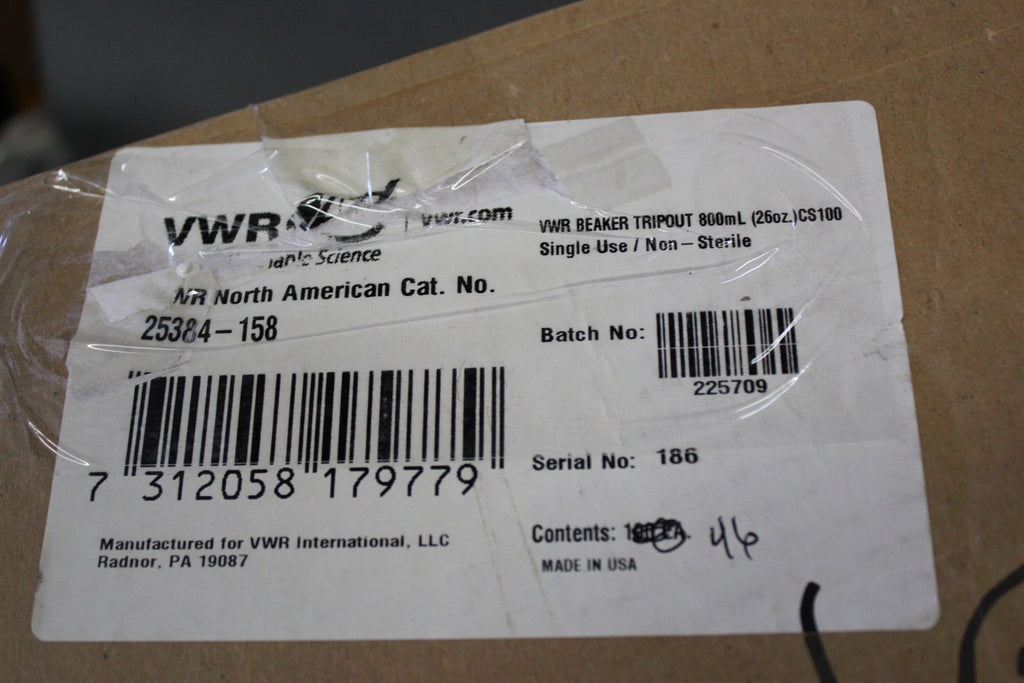 VWR | vwr.com
Science
North American Cat. No.
25384-158
7 312058 179779
Manufactured for VWR International, LLC
Radnor, PA 19087
VWR BEAKER TRIPOUT 800mL (26oz.)CS100
Single Use / Non-Sterile
Batch No:
225709
Serial No: 186
Contents: 46
MADE IN USA